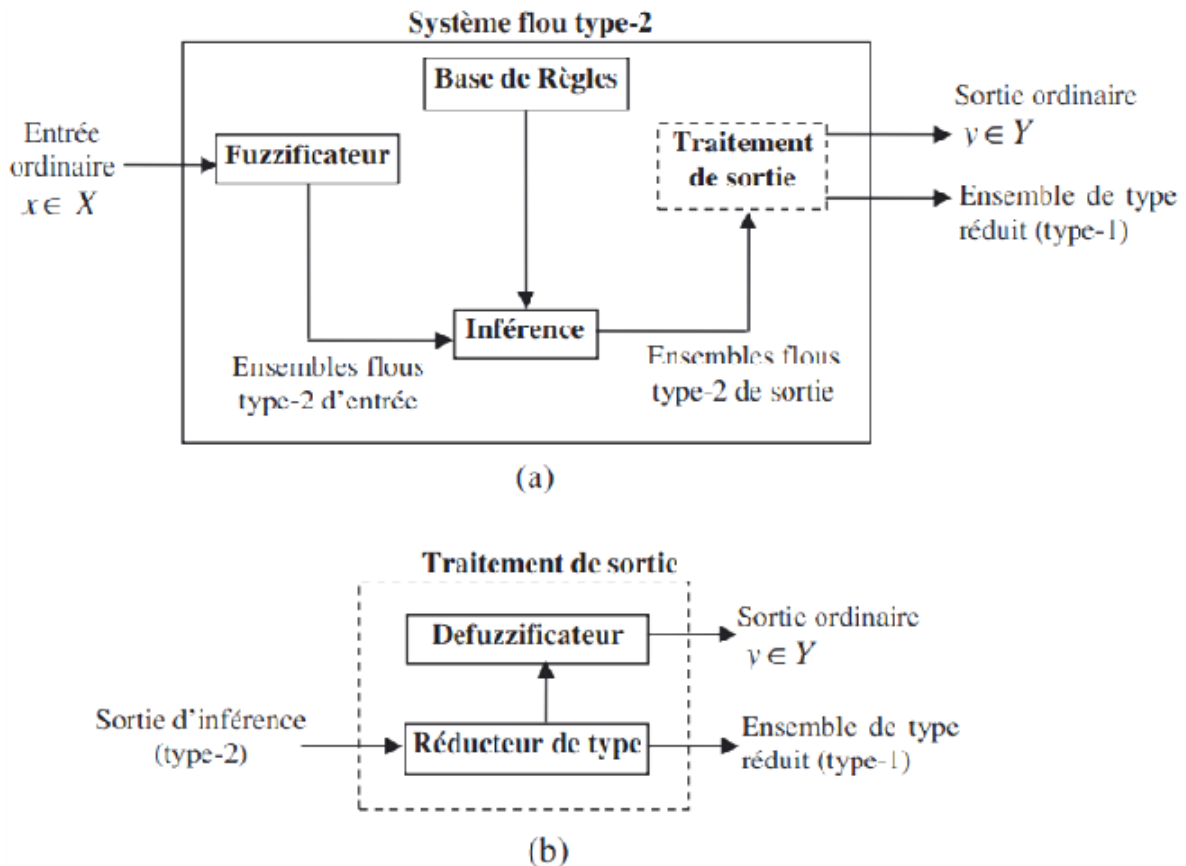 Système flou type-2
Base de Règles
Entrée
ordinaire
x ∈ X
Fuzzificateur
Traitement
de sortie
Sortie ordinaire
y ∈ Y
Ensemble de type
réduit (type-1)
Inférence
Ensembles flous
type-2 d'entrée
Ensembles flous
type-2 de sortie
(a)
Traitement de sortie
Defuzzificateur
Sortie ordinaire
y ∈ Y
Sortie d'inférence
(type-2)
Réducteur de type
Ensemble de type
réduit (type-1)
(b)